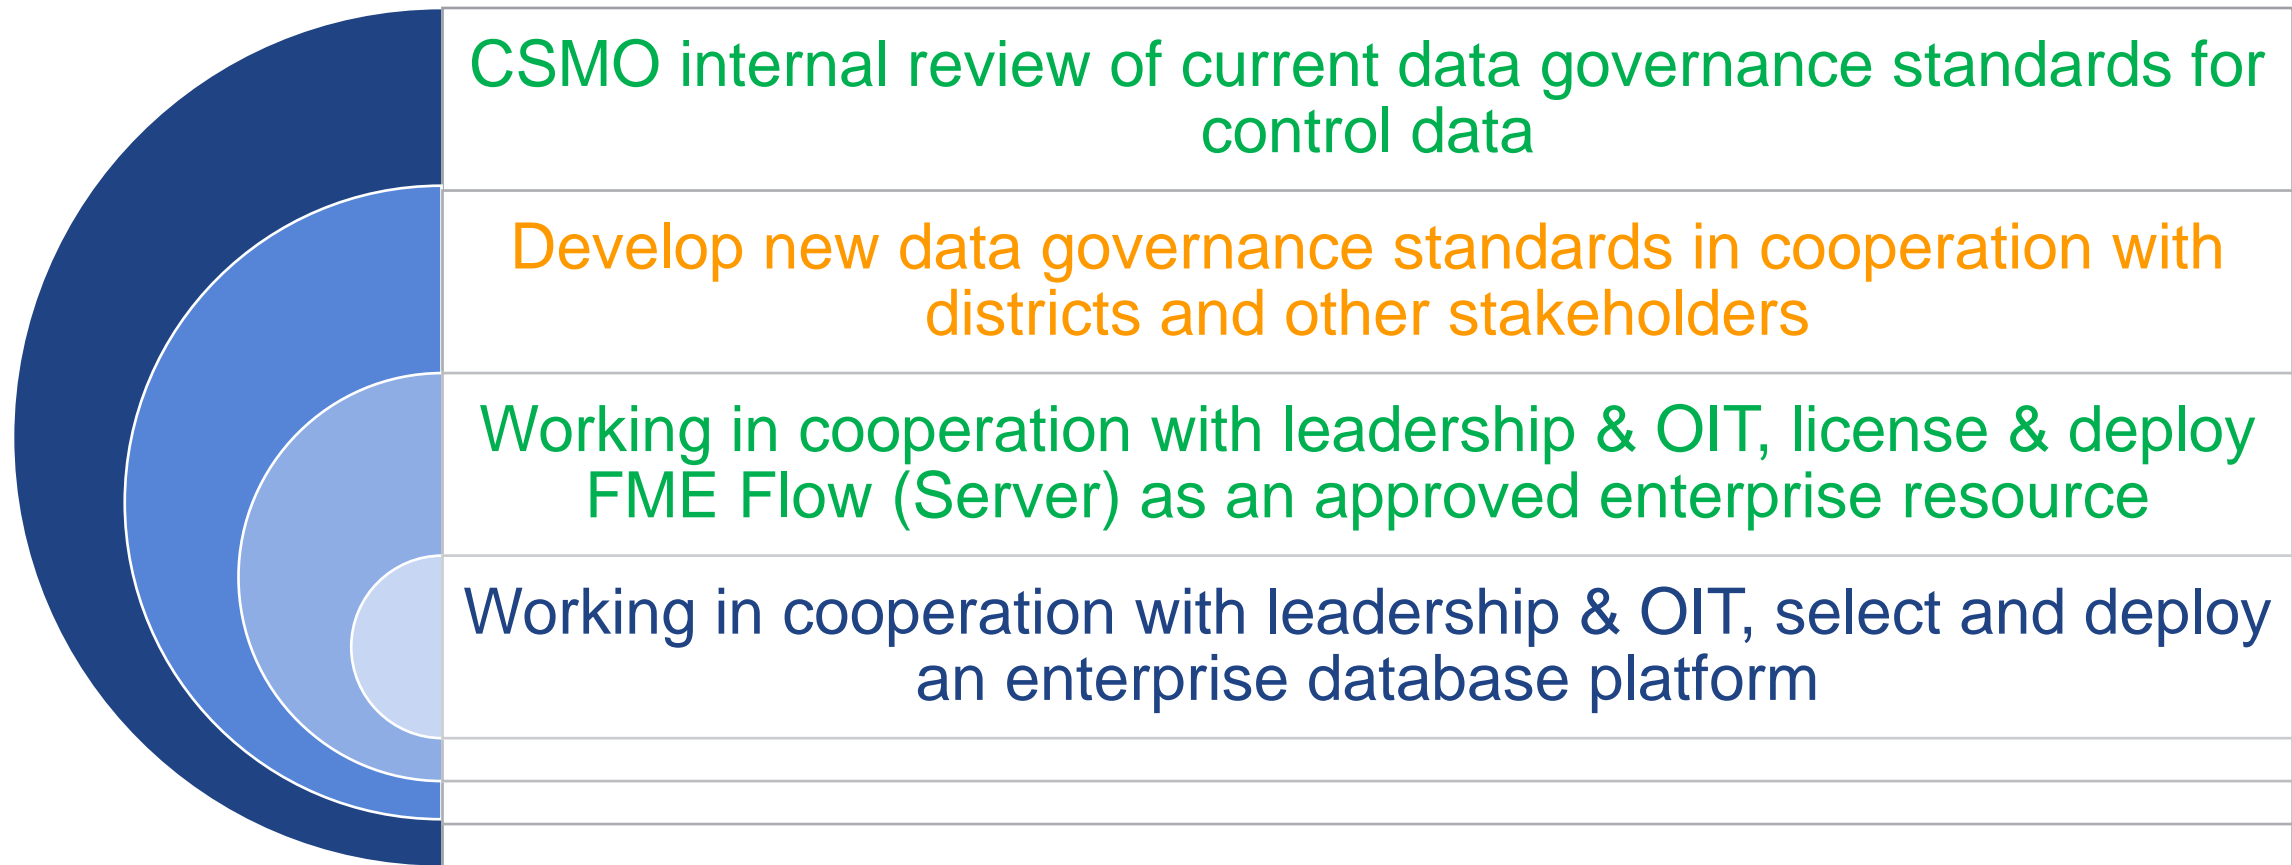 CSMO internal review of current data governance standards for
control data
Develop new data governance standards in cooperation with
districts and other stakeholders
Working in cooperation with leadership & OIT, license & deploy
FME Flow (Server) as an approved enterprise resource
Working in cooperation with leadership & OIT, select and deploy
an enterprise database platform